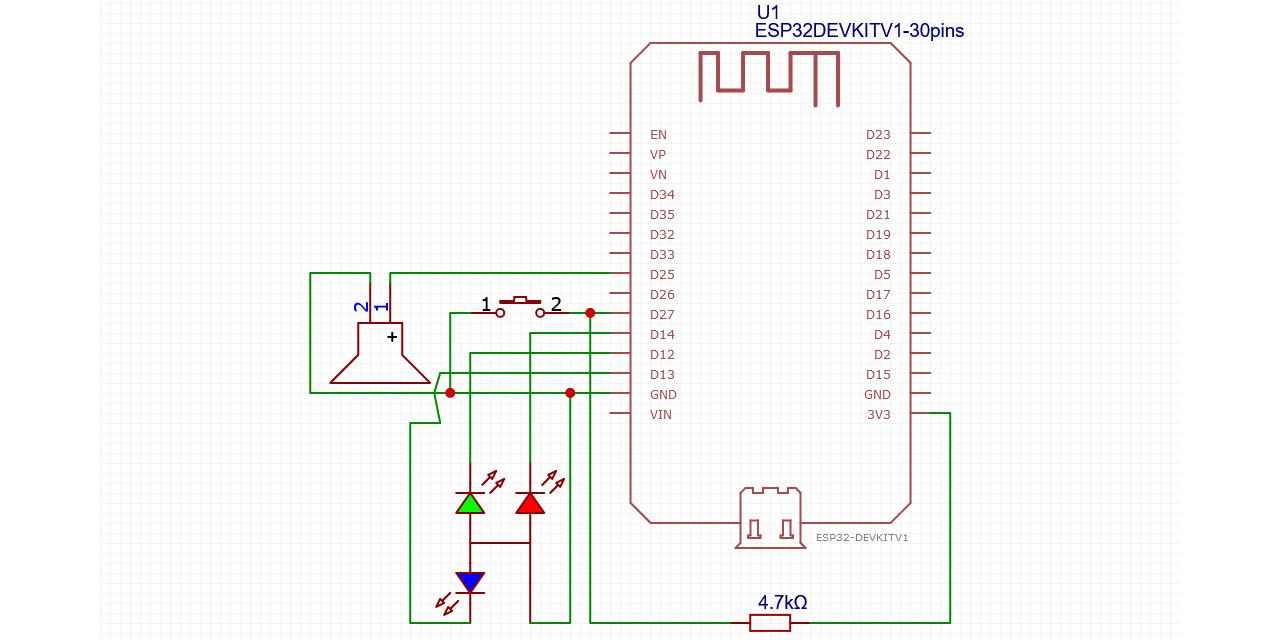 U1
ESP32DEVKITV1-30pins
EN
VP
VN
D34
D35
D32
D33
D25
D26
D27
D14
D12
D13
GND
VIN
D23
D22
D1
D3
D21
D19
D18
D5
D17
D16
D4
D2
D15
GND
3V3
2
1
+
1
2
ESP32-DEVKITV1
4.7kΩ